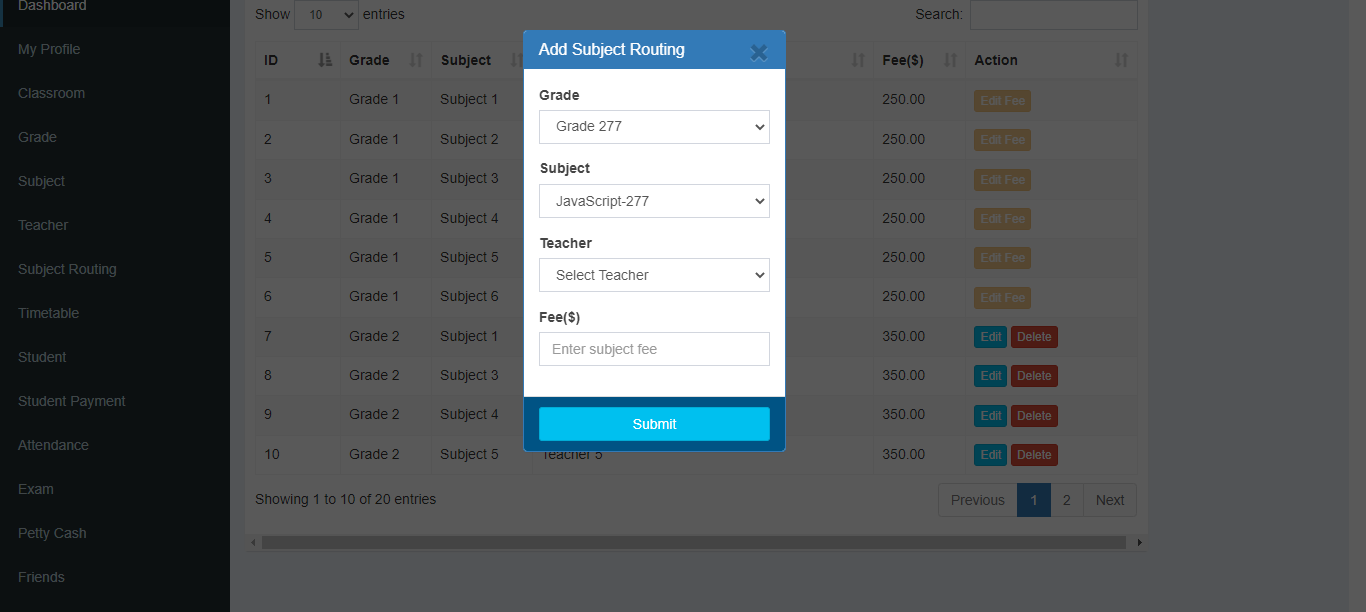 Dashboard
My Profile
Classroom
Grade
Subject
Teacher
Subject Routing
Timetable
Student
Student Payment
Attendance
Exam
Petty Cash
Friends
Show 10 entries
Search:
ID Grade Subject Fee($) Action
1 Grade 1 Subject 1 250.00 Edit Fee
2 Grade 1 Subject 2 250.00 Edit Fee
3 Grade 1 Subject 3 250.00 Edit Fee
4 Grade 1 Subject 4 250.00 Edit Fee
5 Grade 1 Subject 5 250.00 Edit Fee
6 Grade 1 Subject 6 250.00 Edit Fee
7 Grade 2 Subject 1 350.00 Edit Delete
8 Grade 2 Subject 3 350.00 Edit Delete
9 Grade 2 Subject 4 350.00 Edit Delete
10 Grade 2 Subject 5 Teacher 5 350.00 Edit Delete
Showing 1 to 10 of 20 entries
Previous 1 2 Next
Add Subject Routing
Grade
Grade 277
Subject
JavaScript-277
Teacher
Select Teacher
Fee($)
Enter subject fee
Submit